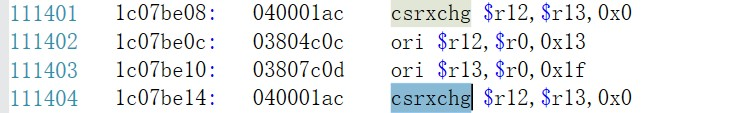 111401 1c07be08: 040001ac csrxchg $r12,$r13,0x0
111402 1c07be0c: 03804c0c ori $r12,$r0,0x13
111403 1c07be10: 03807c0d ori $r13,$r0,0x1f
111404 1c07be14: 040001ac csrxchg $r12,$r13,0x0